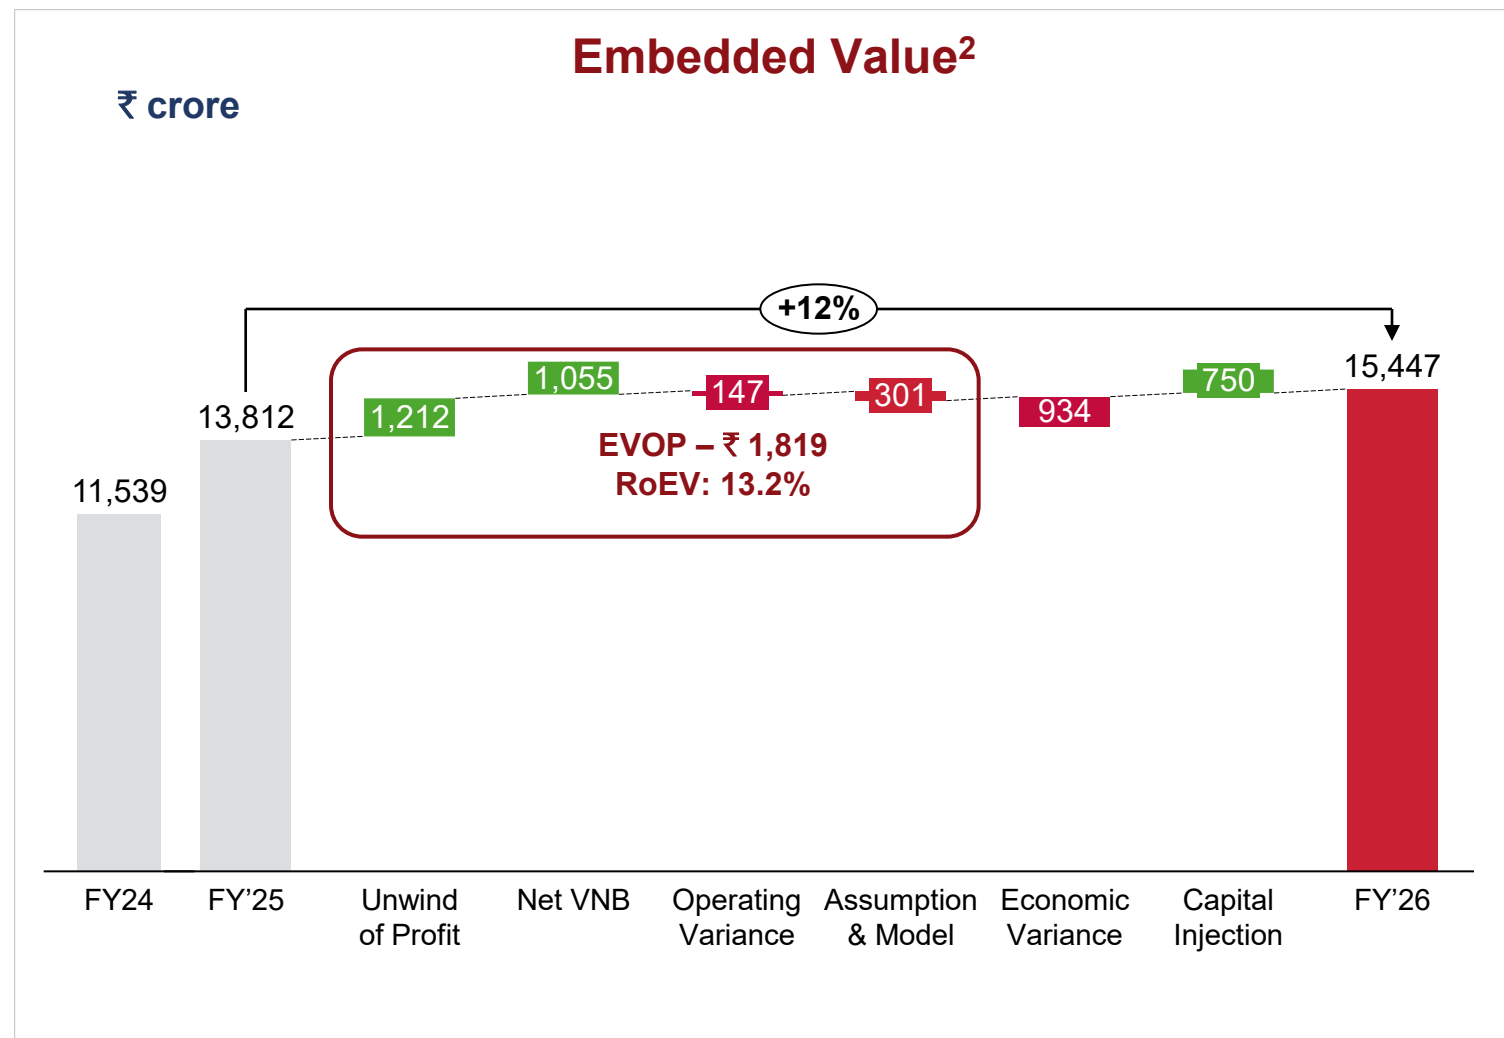 Embedded Value²
₹ crore
+12%
11,539
13,812
1,212
1,055
147
301
934
750
15,447
EVOP – ₹ 1,819
RoEV: 13.2%
FY24
FY’25
Unwind
of Profit
Net VNB
Operating
Variance
Assumption
& Model
Economic
Variance
Capital
Injection
FY’26